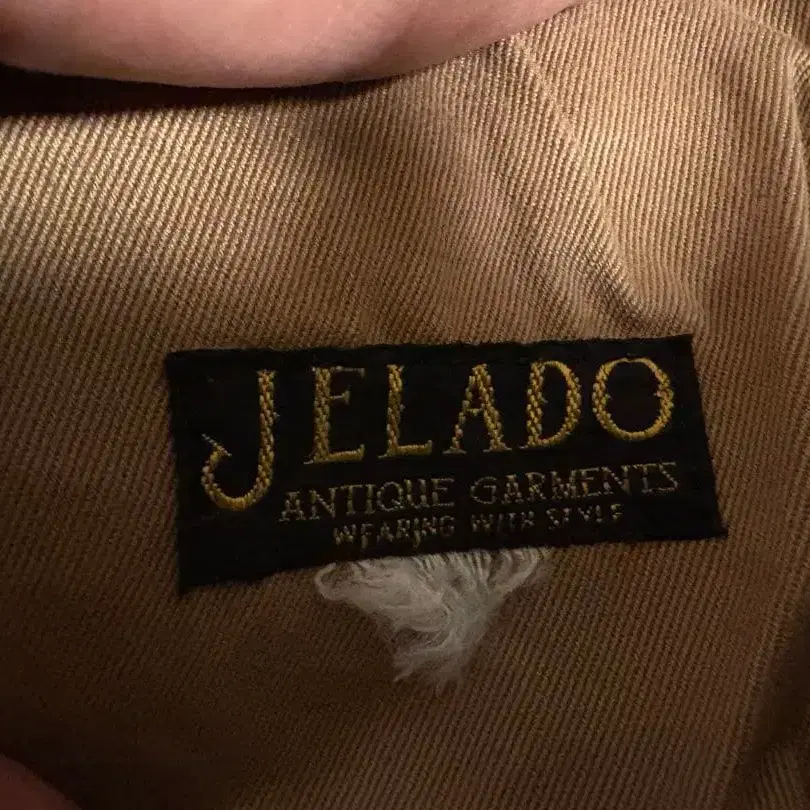 JELADO
ANTIQUE GARMENTS
WEARING WITH STYLE